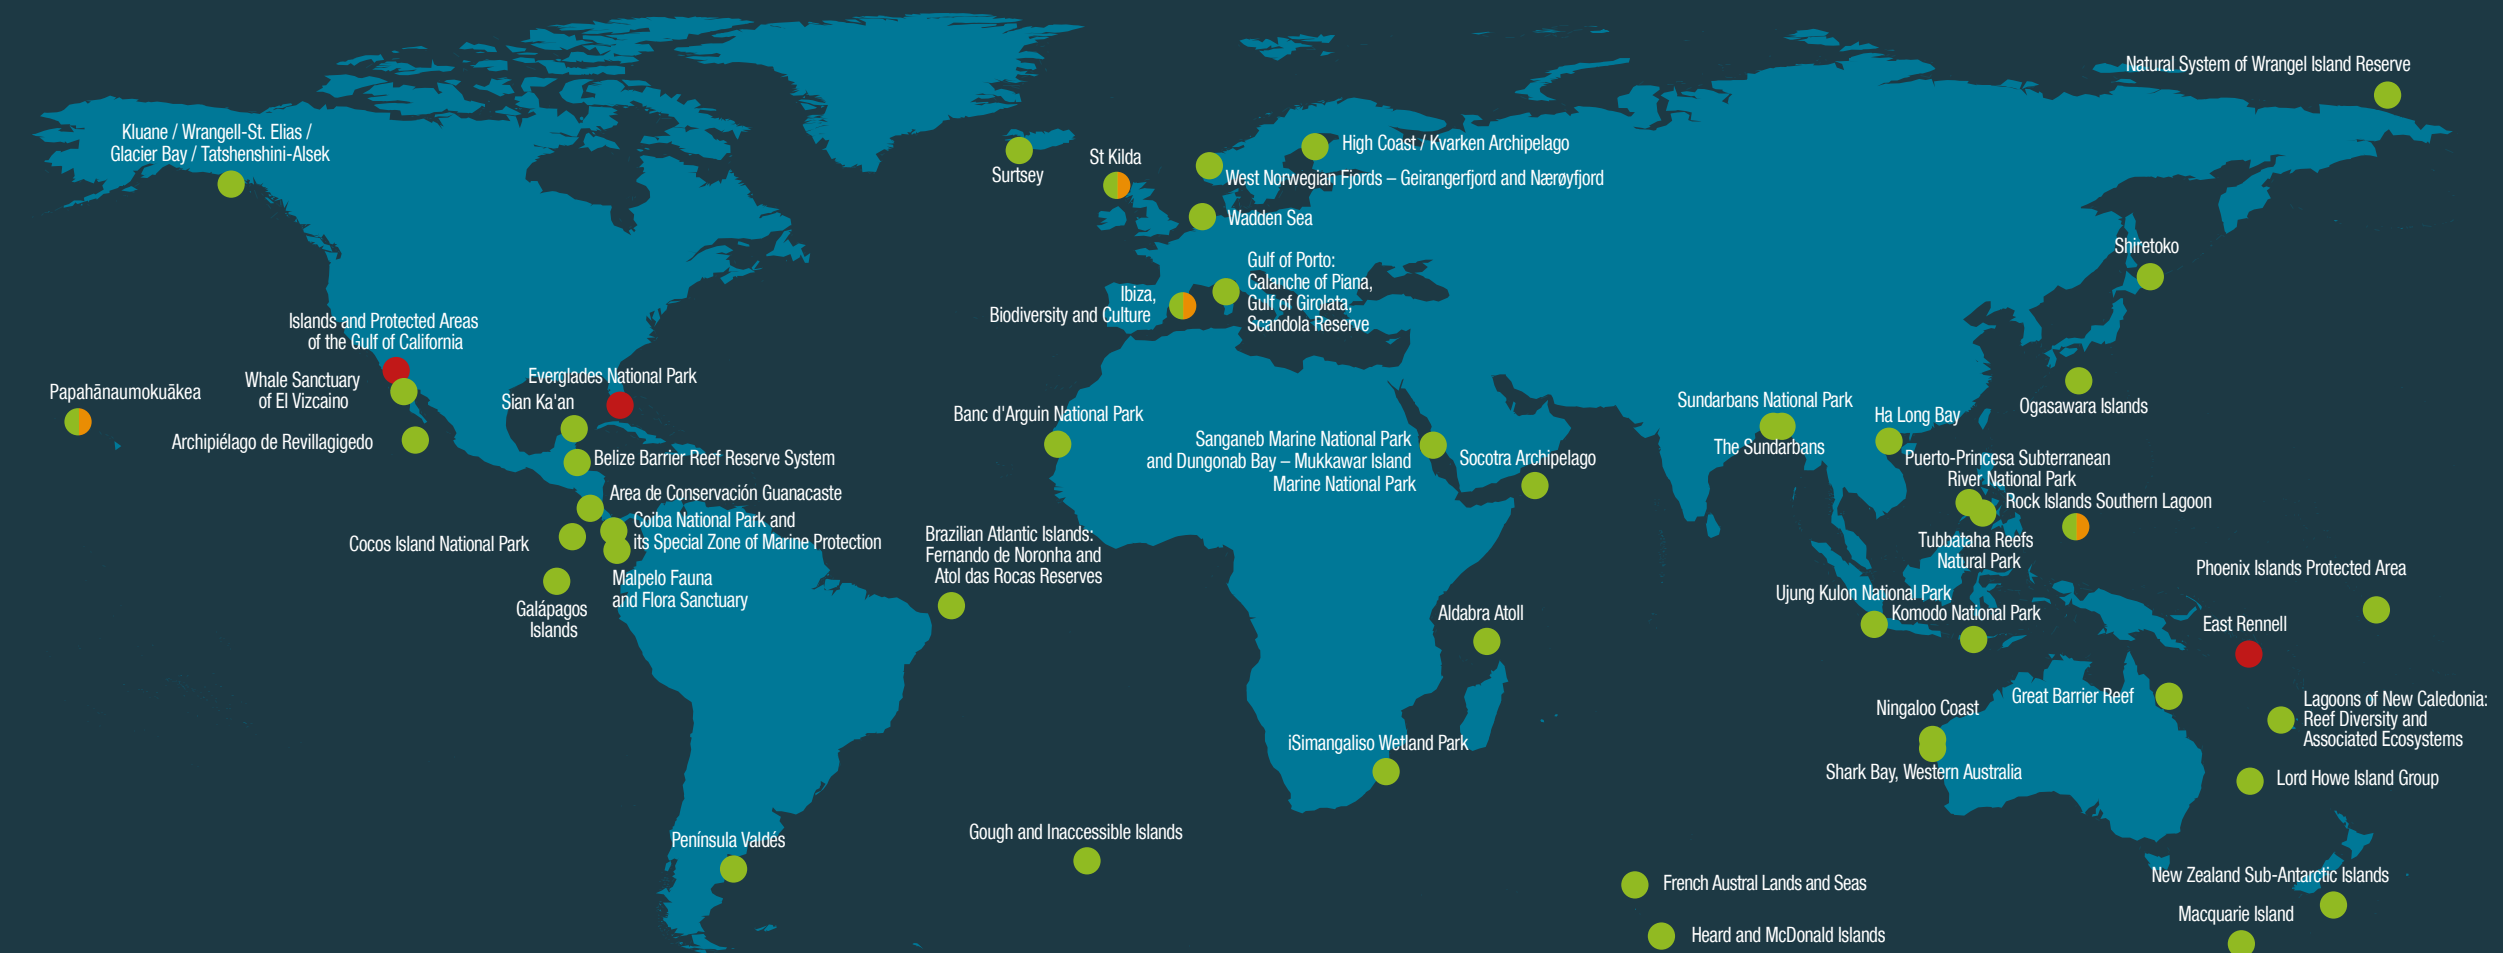 Natural System of Wrangel Island Reserve
Kluane / Wrangell-St. Elias /
Glacier Bay / Tatshenshini-Alsek
High Coast / Kvarken Archipelago
St Kilda
Surtsey
West Norwegian Fjords – Geirangerfjord and Nærøyfjord
Wadden Sea
Shiretoko
Gulf of Porto:
Calanche of Piana,
Gulf of Girolata,
Scandola Reserve
Ibiza,
Biodiversity and Culture
Islands and Protected Areas
of the Gulf of California
Everglades National Park
Whale Sanctuary
of El Vizcaino
Papahānaumokuākea
Sian Ka'an
Archipiélago de Revillagigedo
Banc d'Arguin National Park
Sundarbans National Park
The Sundarbans
Ha Long Bay
Ogasawara Islands
Sanganeb Marine National Park
and Dungonab Bay – Mukkawar Island
Marine National Park
Socotra Archipelago
Belize Barrier Reef Reserve System
Puerto-Princesa Subterranean
River National Park
Area de Conservación Guanacaste
Rock Islands Southern Lagoon
Coiba National Park and
its Special Zone of Marine Protection
Cocos Island National Park
Brazilian Atlantic Islands:
Fernando de Noronha and
Atol das Rocas Reserves
Tubbataha Reefs
Natural Park
Phoenix Islands Protected Area
Malpelo Fauna
and Flora Sanctuary
Galápagos
Islands
Ujung Kulon National Park
Komodo National Park
Aldabra Atoll
East Rennell
Great Barrier Reef
Lagoons of New Caledonia:
Reef Diversity and
Associated Ecosystems
Ningaloo Coast
iSimangaliso Wetland Park
Shark Bay, Western Australia
Lord Howe Island Group
Península Valdés
Gough and Inaccessible Islands
French Austral Lands and Seas
New Zealand Sub-Antarctic Islands
Macquarie Island
Heard and McDonald Islands